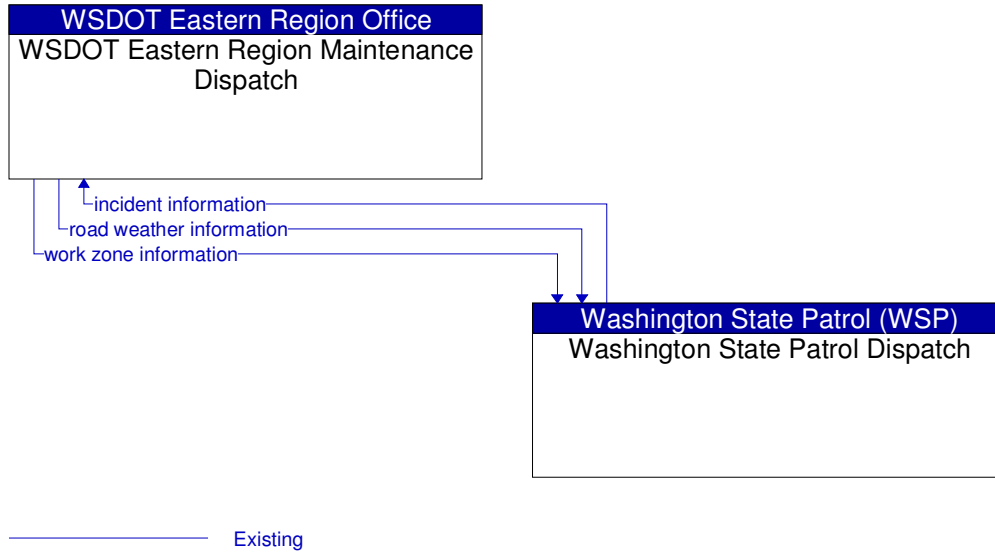 WSDOT Eastern Region Office
WSDOT Eastern Region Maintenance
Dispatch
incident information
road weather information
work zone information
Washington State Patrol (WSP)
Washington State Patrol Dispatch
Existing